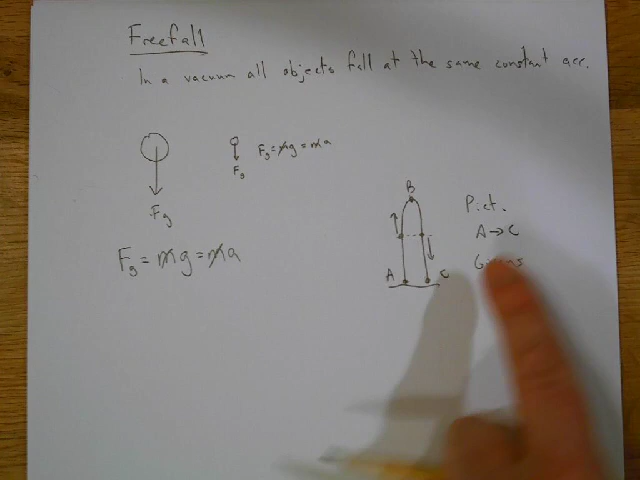 Freefall
In a vacuum all objects fall at the same constant acc.
Fg = mg = ma
Fg
Fg
Fg = mg = ma
B
A
C
Pict.
A→C